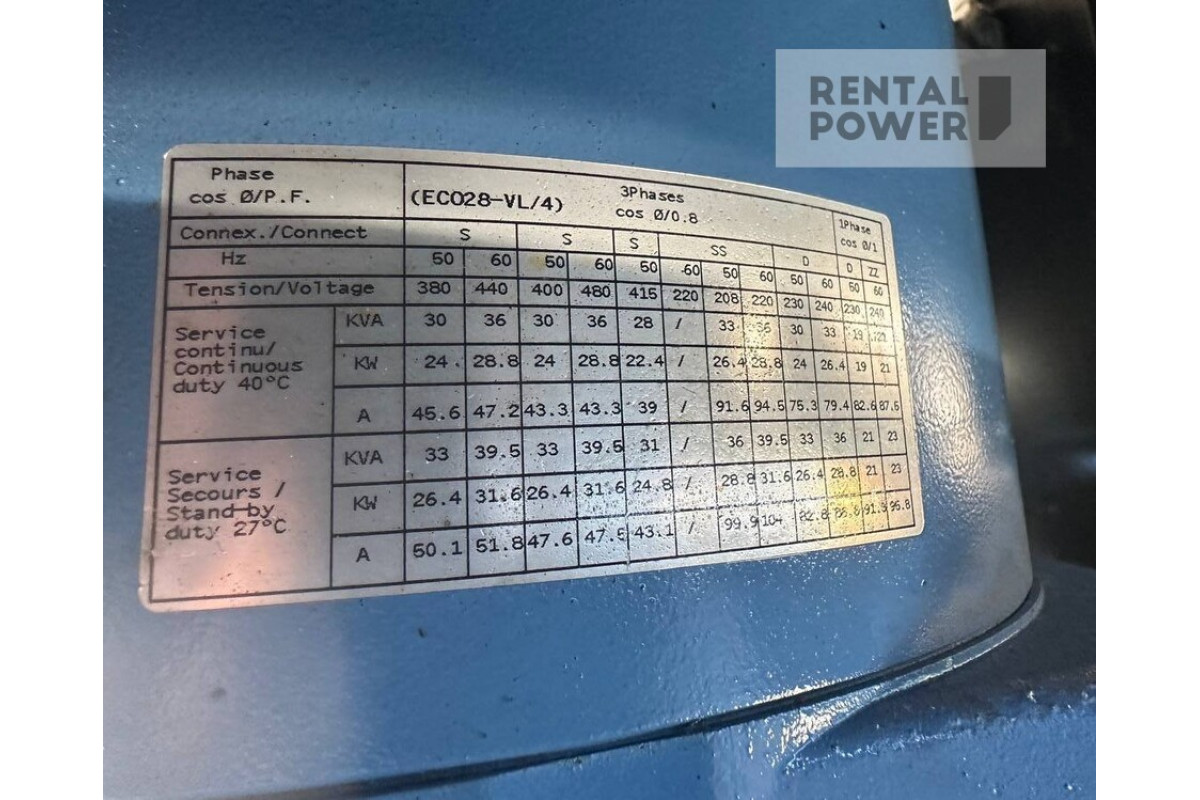 RENTAL
POWER
Phase
cos Ø/P.F.
(ECO28-VL/4)
3Phases
cos Ø/0.8
1Phase
cos Ø/1
Connex./Connect S S S SS D D ZZ
Hz 50 60 50 60 50 60 50 60 50 60 50 60
Tension/Voltage 380 440 400 480 415 220 208 220 230 240 230 240
Service
continu/
Continuous
duty 40°C
KVA 30 36 30 36 28 / 33 36 30 33 19
KW 24 28.8 24 28.8 22.4 / 26.4 28.8 24 26.4 19 21
A 45.6 47.2 43.3 43.3 39 / 91.6 94.5 75.3 79.4 82.6 87.5
Service
Secours /
Stand-by
duty 27°C
KVA 33 39.5 33 39.5 31 / 36 39.5 33 36 21 23
KW 26.4 31.6 26.4 31.6 24.8 / 28.8 31.6 26.4 28.8 21 23
A 50.1 51.8 47.6 47.5 43.1 / 99.9 104 82.8 91.3 95.8